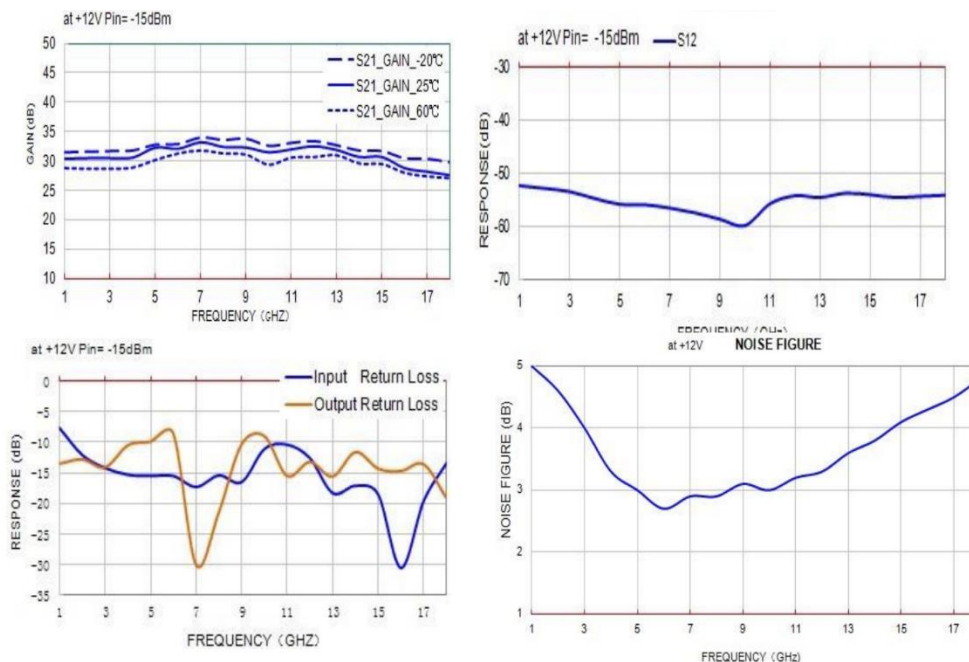 at +12V Pin= -15dBm
50
45
40
35
30
25
20
15
10
GAIN(dB)
S21_GAIN_-20℃
S21_GAIN_25℃
S21_GAIN_60℃
1 3 5 7 9 11 13 15 17
FREQUENCY（GHZ）
at +12V Pin= -15dBm
S12
-30
-40
-50
-60
-70
RESPONSE(dB)
1 3 5 7 9 11 13 15 17
FREQUENCY（GHz）
at +12V Pin= -15dBm
0
-5
-10
-15
-20
-25
-30
-35
RESPONSE (dB)
Input Return Loss
Output Return Loss
1 3 5 7 9 11 13 15 17
FREQUENCY（GHZ）
at +12V NOISE FIGURE
5
4
3
2
1
NOISE FIGURE (dB)
1 3 5 7 9 11 13 15 17
FREQUENCY（GHz）